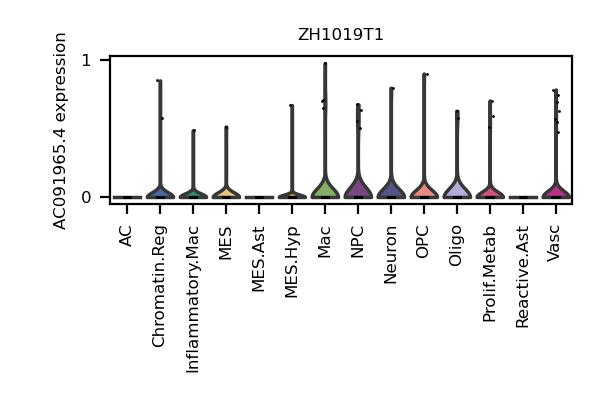 ZH1019T1
AC091965.4 expression
1
0
AC
Chromatin.Reg
Inflammatory.Mac
MES
MES.Ast
MES.Hyp
Mac
NPC
Neuron
OPC
Oligo
Prolif.Metab
Reactive.Ast
Vasc